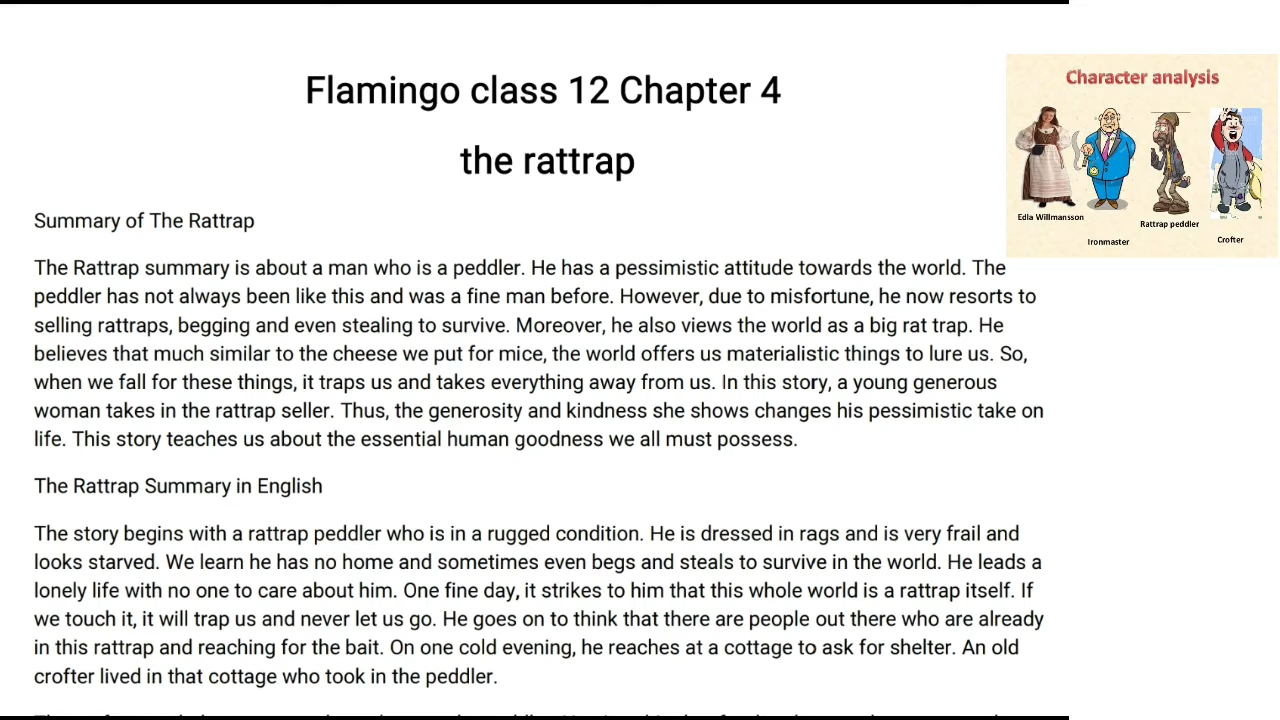 Flamingo class 12 Chapter 4
the rattrap
Character analysis
Edla Willmansson
Ironmaster
Rattrap peddler
Crofter
Summary of The Rattrap
The Rattrap summary is about a man who is a peddler. He has a pessimistic attitude towards the world. The
peddler has not always been like this and was a fine man before. However, due to misfortune, he now resorts to
selling rattraps, begging and even stealing to survive. Moreover, he also views the world as a big rat trap. He
believes that much similar to the cheese we put for mice, the world offers us materialistic things to lure us. So,
when we fall for these things, it traps us and takes everything away from us. In this story, a young generous
woman takes in the rattrap seller. Thus, the generosity and kindness she shows changes his pessimistic take on
life. This story teaches us about the essential human goodness we all must possess.
The Rattrap Summary in English
The story begins with a rattrap peddler who is in a rugged condition. He is dressed in rags and is very frail and
looks starved. We learn he has no home and sometimes even begs and steals to survive in the world. He leads a
lonely life with no one to care about him. One fine day, it strikes to him that this whole world is a rattrap itself. If
we touch it, it will trap us and never let us go. He goes on to think that there are people out there who are already
in this rattrap and reaching for the bait. On one cold evening, he reaches at a cottage to ask for shelter. An old
crofter lived in that cottage who took in the peddler.